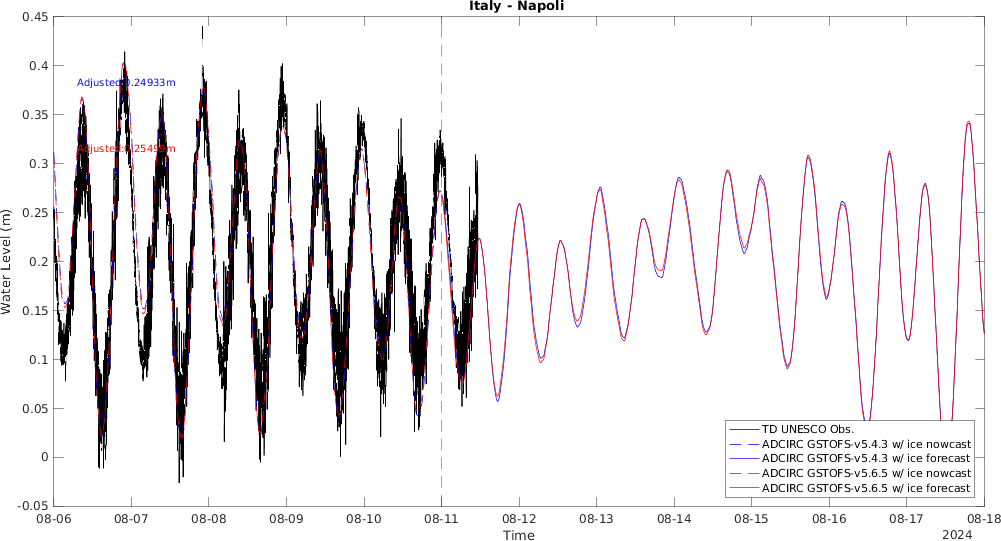 Italy - Napoli
0.45
0.4
0.35
0.3
0.25
0.2
0.15
0.1
0.05
0
-0.05
Water Level (m)
08-06 08-07 08-08 08-09 08-10 08-11 08-12 08-13 08-14 08-15 08-16 08-17 08-18
Time
2024
TD UNESCO Obs.
ADCIRC GSTOFS-v5.4.3 w/ ice nowcast
ADCIRC GSTOFS-v5.4.3 w/ ice forecast
ADCIRC GSTOFS-v5.6.5 w/ ice nowcast
ADCIRC GSTOFS-v5.6.5 w/ ice forecast